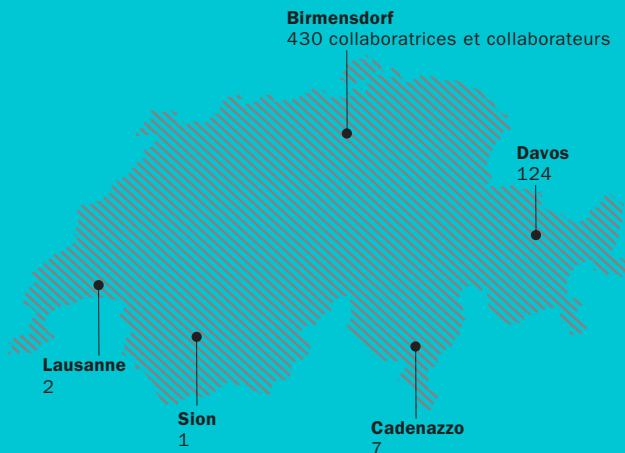 Birmensdorf
430 collaboratrices et collaborateurs
Davos
124
Lausanne
2
Sion
1
Cadenazzo
7